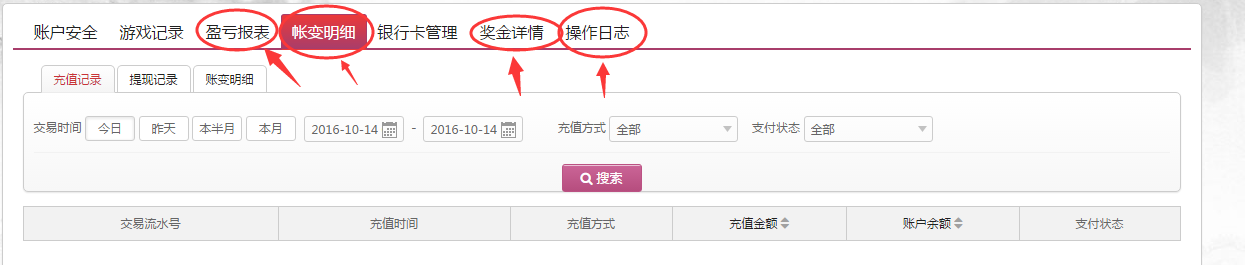 账户安全 游戏记录 盈亏报表 帐变明细 银行卡管理 奖金详情 操作日志
充值记录 提现记录 账变明细
交易时间 今日 昨天 本半月 本月 2016-10-14 - 2016-10-14 充值方式 全部 支付状态 全部
搜索
交易流水号 充值时间 充值方式 充值金额 账户余额 支付状态